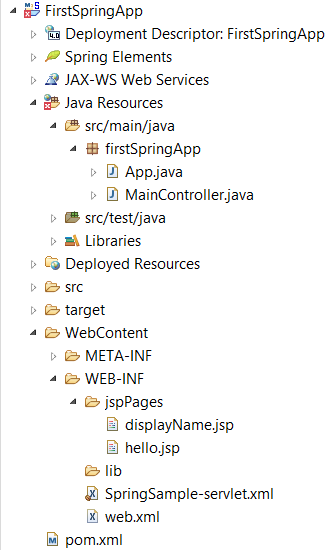 FirstSpringApp
Deployment Descriptor: FirstSpringApp
Spring Elements
JAX-WS Web Services
Java Resources
src/main/java
firstSpringApp
App.java
MainController.java
src/test/java
Libraries
Deployed Resources
src
target
WebContent
META-INF
WEB-INF
jspPages
displayName.jsp
hello.jsp
lib
SpringSample-servlet.xml
web.xml
pom.xml